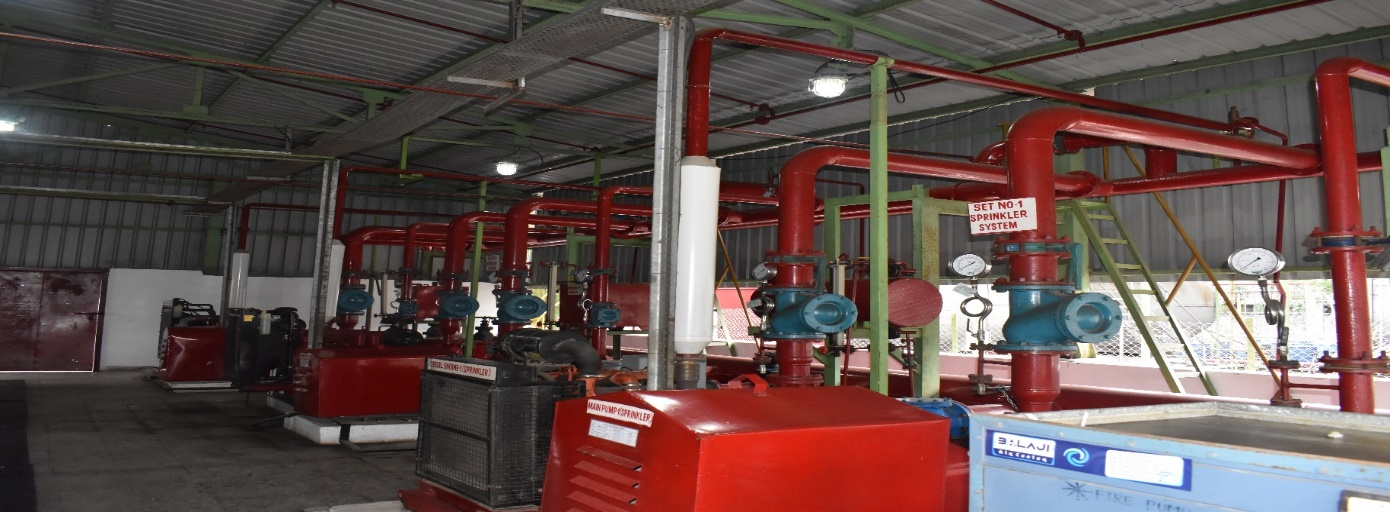 SET NO-1
SPRINKLER
SYSTEM
DIESEL ENGINE-1 (SPRINKLER)
MAIN PUMP 1(SPRINKLER)
BALAJI
FIRE PUMP